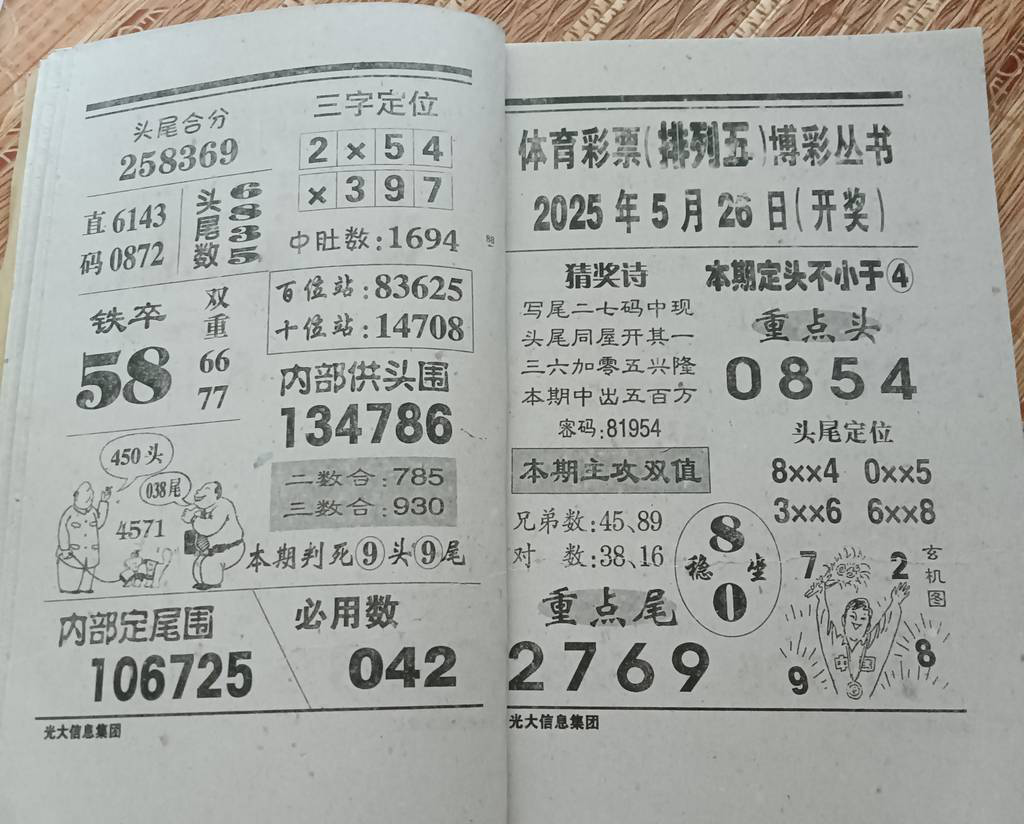 头尾合分
258369
三字定位
2 × 5 4
× 3 9 7
直 6143
码 0872
头尾数
6
8
3
5
中肚数:1694
88
百位站:83625
十位站:14708
铁卒
58
双重
66
77
内部供头围
134786
450头
038尾
4571
二数合:785
三数合:930
本期判死⑨头⑨尾
内部定尾围
106725
必用数
042
光大信息集团
体育彩票(排列五)博彩丛书
2025年5月26日(开奖)
猜奖诗
写尾二七码中现
头尾同屋开其一
三六加零五兴隆
本期中出五百万
密码:81954
本期定头不小于④
重点头
0854
本期主攻双值
头尾定位
8××4 0××5
3××6 6××8
兄弟数:45、89
对 数:38、16
8
稳坐
0
重点尾
2769
7
2
玄机图
中国
9
8
光大信息集团